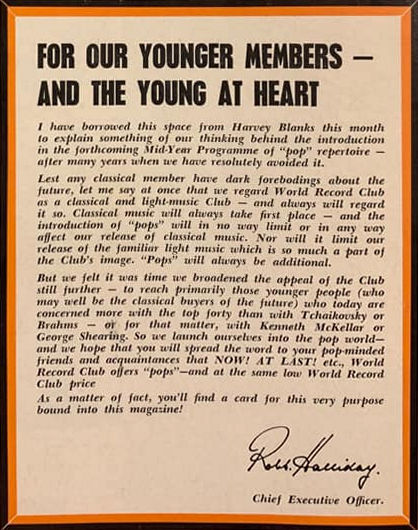 FOR OUR YOUNGER MEMBERS —
AND THE YOUNG AT HEART
I have borrowed this space from Harvey Blanks this month
to explain something of our thinking behind the introduction
in the forthcoming Mid-Year Programme of "pop" repertoire —
after many years when we have resolutely avoided it.
Lest any classical member have dark forebodings about the
future, let me say at once that we regard World Record Club
as a classical and light-music Club — and always will regard
it so. Classical music will always take first place — and the
introduction of "pops" will in no way limit or in any way
affect our release of classical music. Nor will it limit our
release of the familiar light music which is so much a part
of the Club's image. "Pops" will always be additional.
But we felt it was time we broadened the appeal of the Club
still further — to reach primarily those younger people (who
may well be the classical buyers of the future) who today are
concerned more with the top forty than with Tchaikovsky or
Brahms — or for that matter, with Kenneth McKellar or
George Shearing. So we launch ourselves into the pop world—
and we hope that you will spread the word to your pop-minded
friends and acquaintances that NOW! AT LAST! etc., World
Record Club offers "pops"—and at the same low World Record
Club price
As a matter of fact, you'll find a card for this very purpose
bound into this magazine!
Robt. Halliday.
Chief Executive Officer.